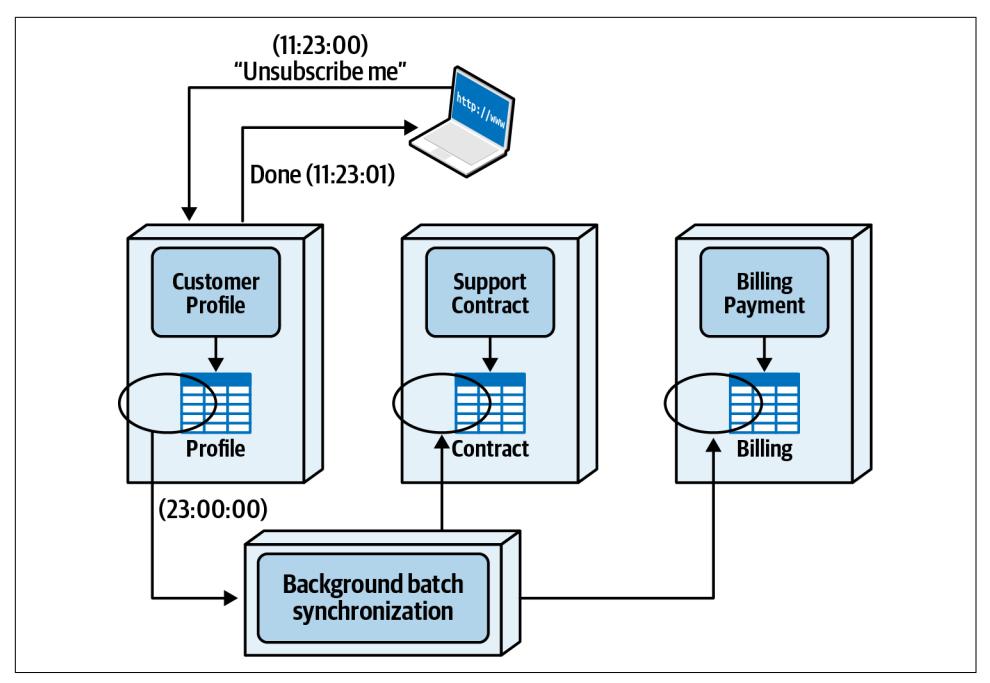 (11:23:00)
“Unsubscribe me”
http://www
Done (11:23:01)
Customer
Profile
Support
Contract
Billing
Payment
Profile
Contract
Billing
(23:00:00)
Background batch
synchronization